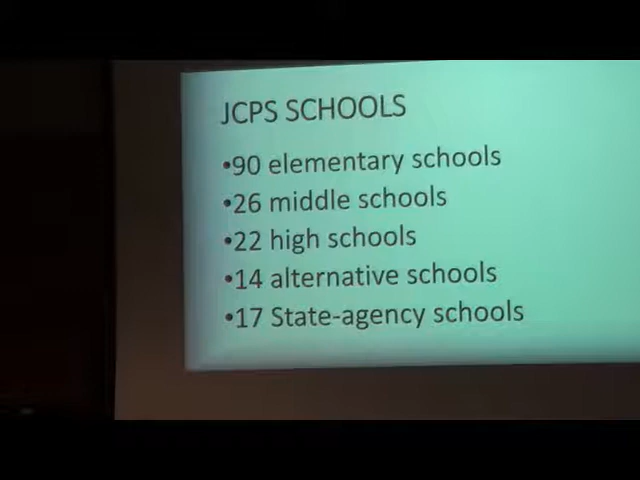 JCPS SCHOOLS
•90 elementary schools
•26 middle schools
•22 high schools
•14 alternative schools
•17 State-agency schools